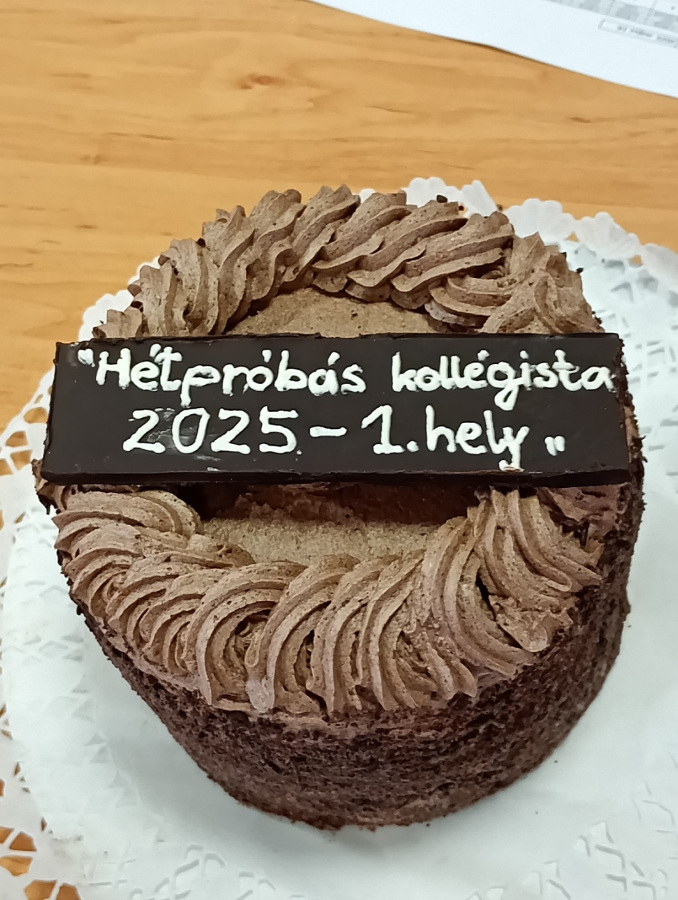 "Hétpróbás kollégista
2025 - 1. hely „